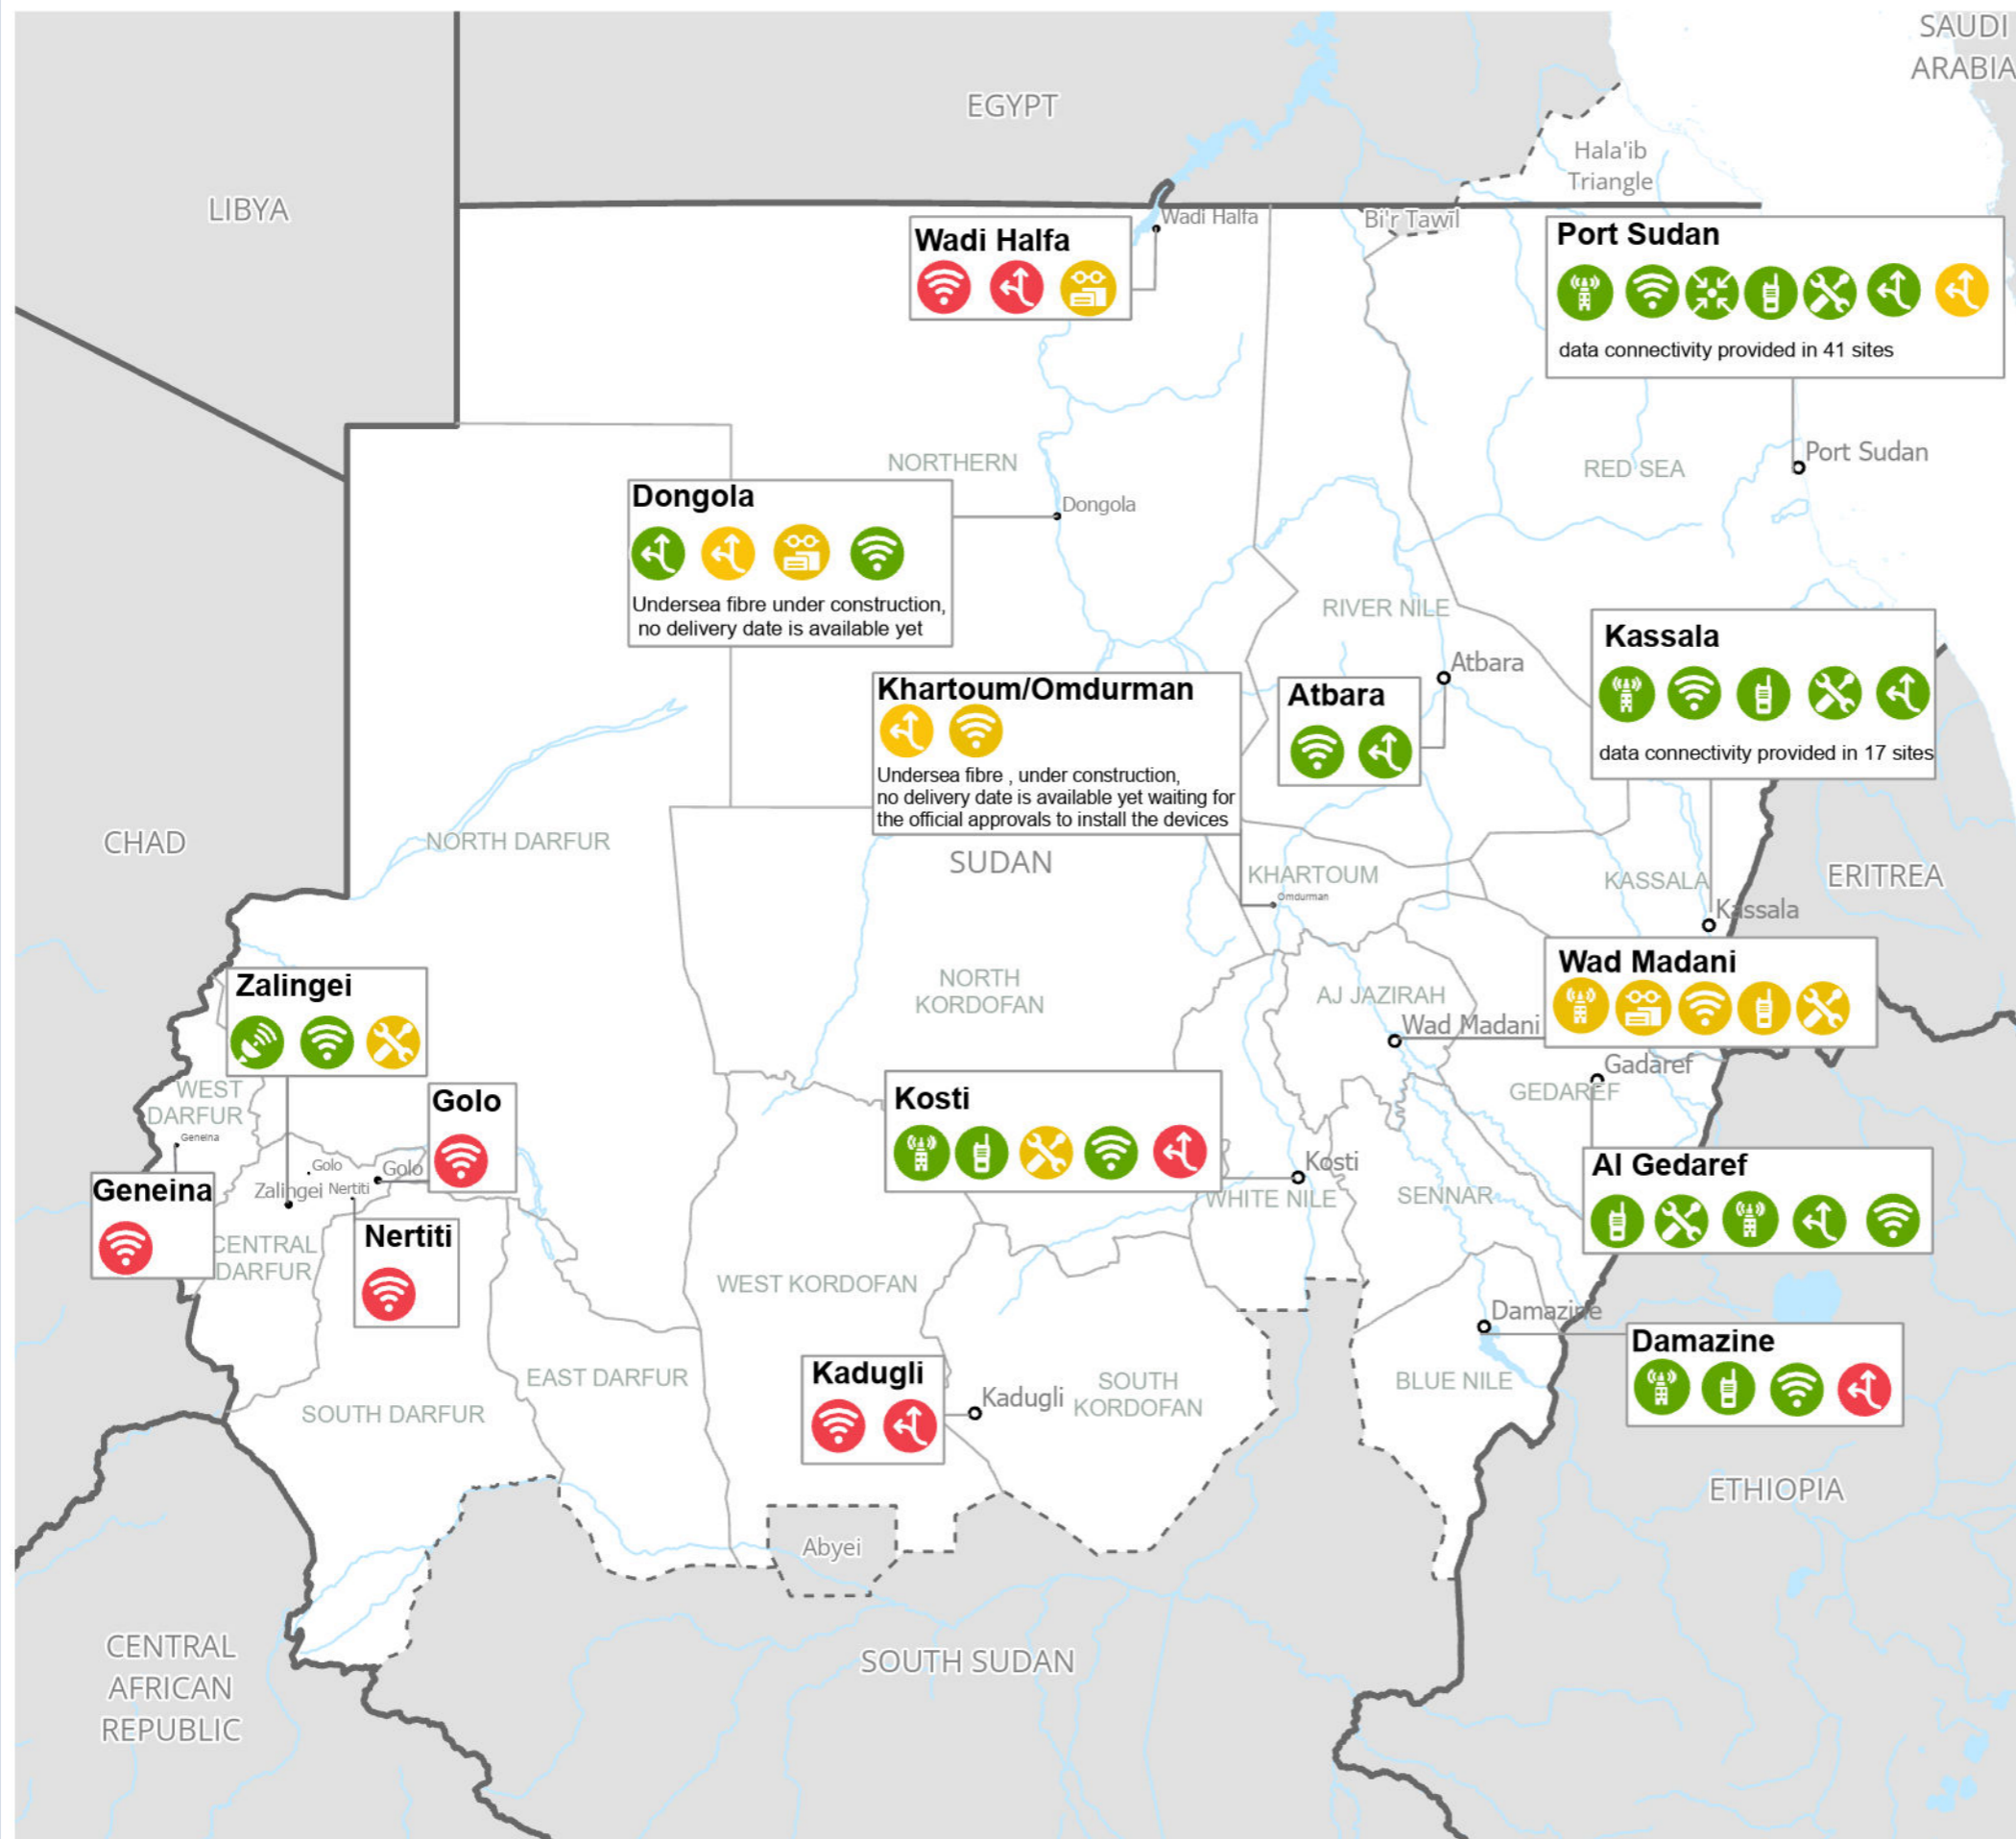 SAUDI
ARABIA
EGYPT
Hala'ib
Triangle
LIBYA
Wadi Halfa
Bi'r Tawīl
Wadi Halfa
Port Sudan
data connectivity provided in 41 sites
Port Sudan
NORTHERN
RED SEA
Dongola
Dongola
Undersea fibre under construction,
no delivery date is available yet
RIVER NILE
Kassala
data connectivity provided in 17 sites
Atbara
Atbara
Khartoum/Omdurman
Undersea fibre , under construction,
no delivery date is available yet waiting for
the official approvals to install the devices
CHAD
NORTH DARFUR
SUDAN
KHARTOUM
Omdurman
KASSALA
ERITREA
Kassala
Wad Madani
Zalingei
NORTH
KORDOFAN
AJ JAZIRAH
Wad Madani
Gadaref
GEDAREF
WEST
DARFUR
Geneina
Golo
Kosti
Golo
Golo
Zalingei
Nertiti
Kosti
WHITE NILE
SENNAR
Al Gedaref
Geneina
Nertiti
CENTRAL
DARFUR
WEST KORDOFAN
Damazine
Damazine
EAST DARFUR
Kadugli
Kadugli
SOUTH
KORDOFAN
BLUE NILE
SOUTH DARFUR
ETHIOPIA
Abyei
CENTRAL
AFRICAN
REPUBLIC
SOUTH SUDAN